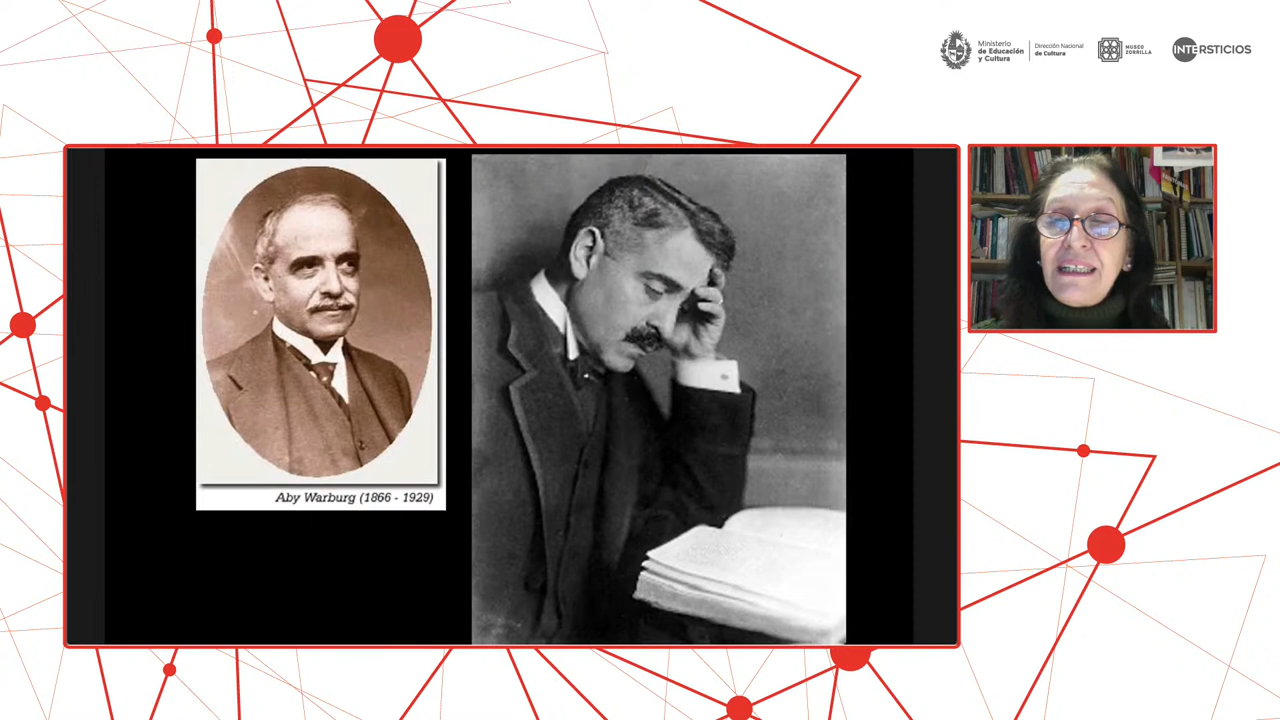 Ministerio
de Educación
y Cultura
Dirección Nacional
de Cultura
MUSEO
ZORRILLA
INTERSTICIOS
Aby Warburg (1866 - 1929)